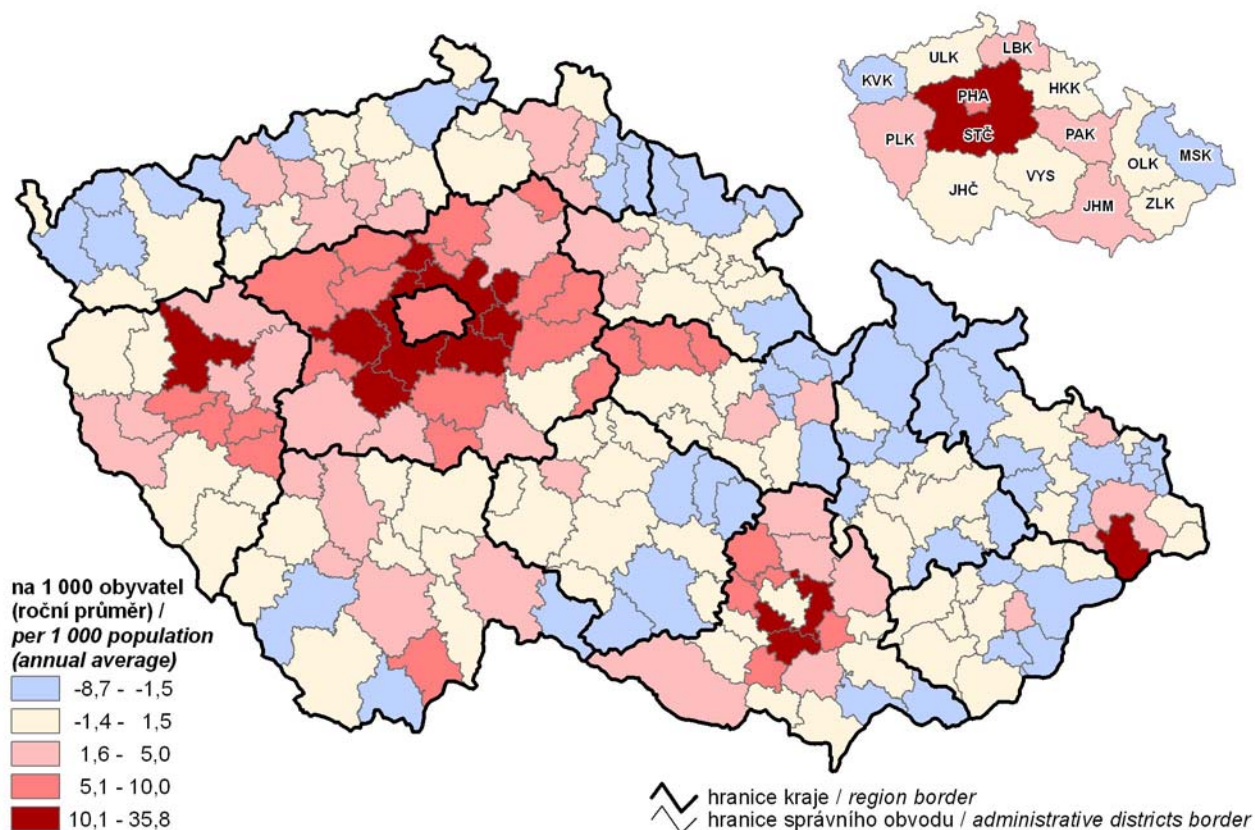 LBK
ULK
KVK
HKK
PHA
STČ
PAK
PLK
OLK
MSK
VYS
JHČ
JHM
ZLK
na 1 000 obyvatel
(roční průměr) /
per 1 000 population
(annual average)
-8,7 - -1,5
-1,4 - 1,5
1,6 - 5,0
5,1 - 10,0
10,1 - 35,8
hranice kraje / region border
hranice správního obvodu / administrative districts border